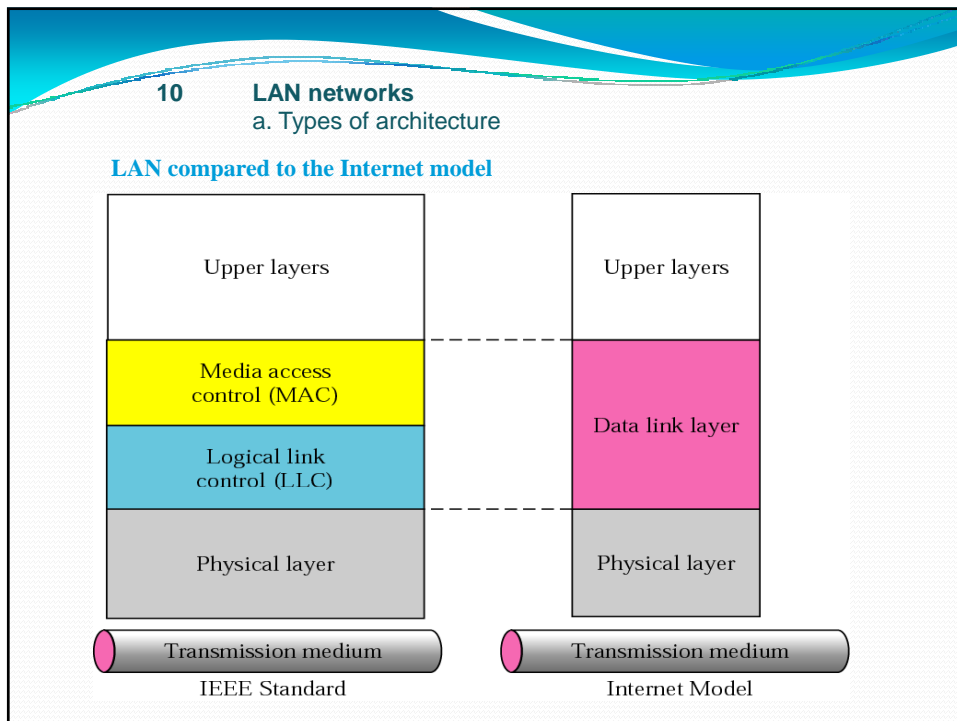 10 LAN networks
a. Types of architecture
LAN compared to the Internet model
Upper layers
Media access
control (MAC)
Logical link
control (LLC)
Physical layer
Transmission medium
IEEE Standard
Upper layers
Data link layer
Physical layer
Transmission medium
Internet Model